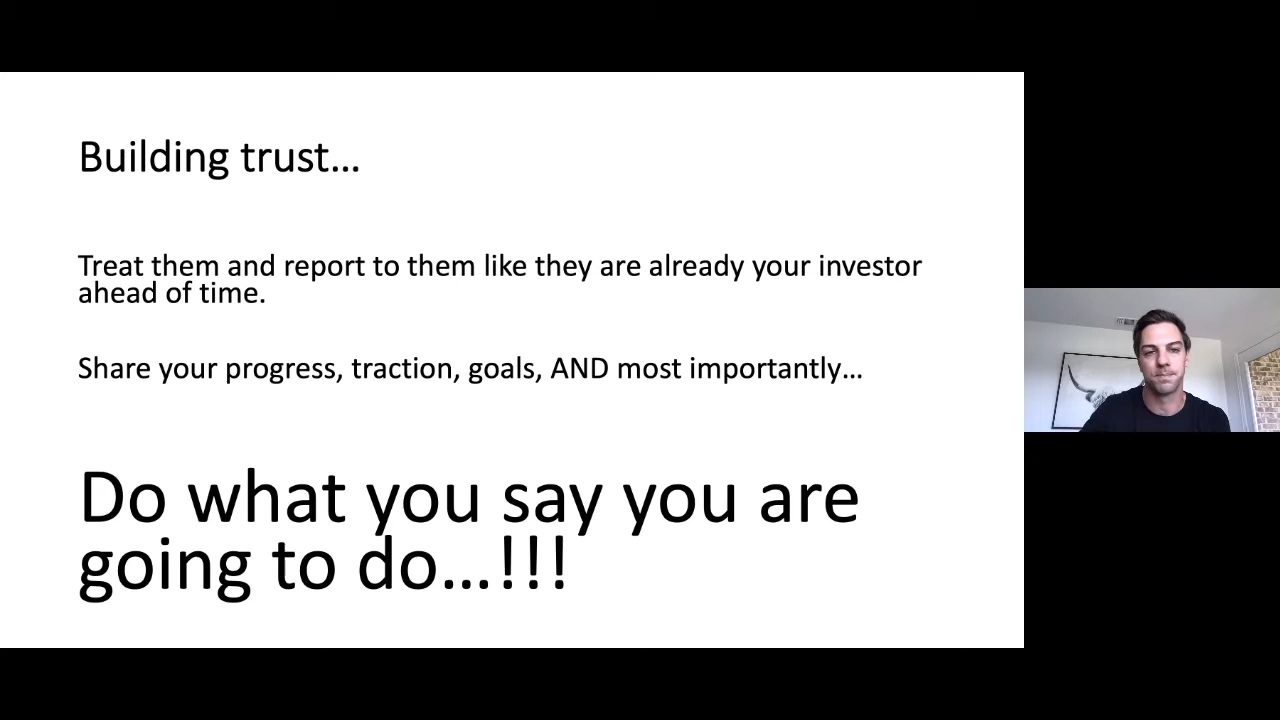 Building trust…
Treat them and report to them like they are already your investor
ahead of time.
Share your progress, traction, goals, AND most importantly…
Do what you say you are
going to do…!!!